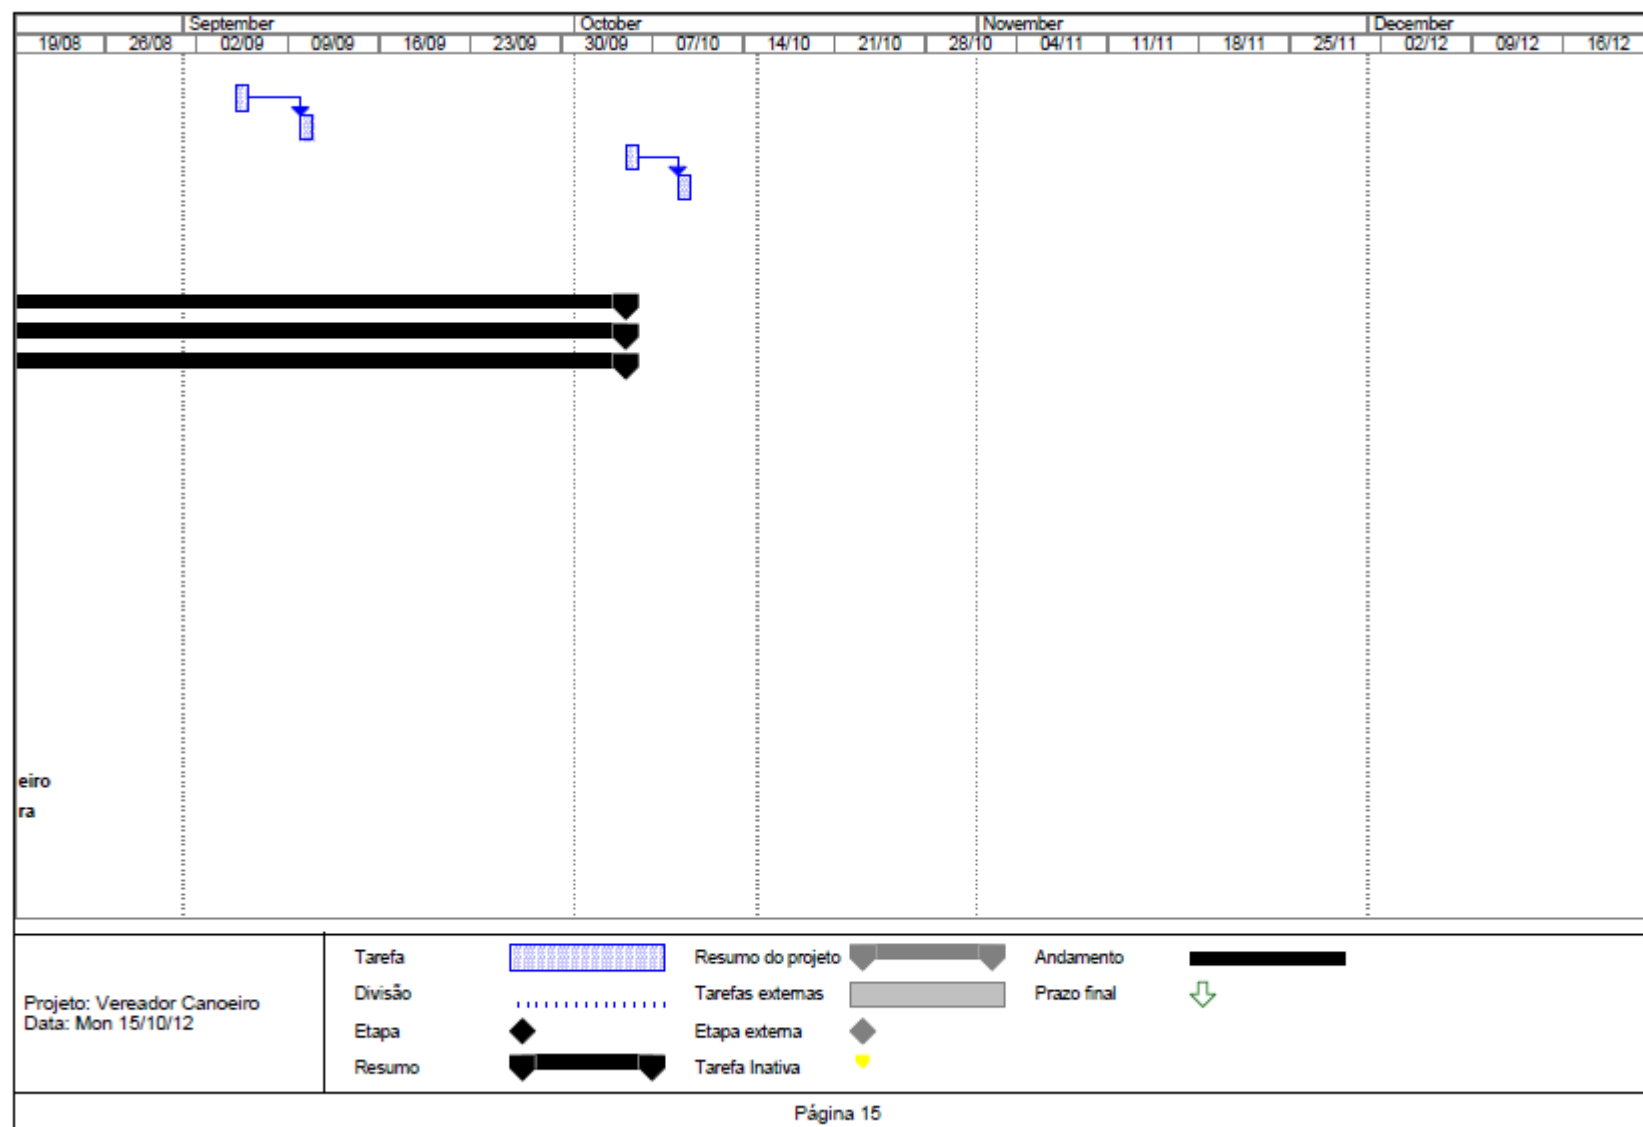 September October November December
19/08 26/08 02/09 09/09 16/09 23/09 30/09 07/10 14/10 21/10 28/10 04/11 11/11 18/11 25/11 02/12 09/12 16/12
eiro
ra
Projeto: Vereador Canoeiro
Data: Mon 15/10/12
Tarefa Resumo do projeto Andamento
Divisão Tarefas externas Prazo final
Etapa Etapa externa
Resumo Tarefa Inativa
Página 15